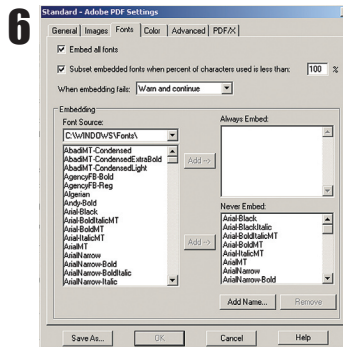 6
Standard - Adobe PDF Settings
General Images Fonts Color Advanced PDF/X
Embed all fonts
Subset embedded fonts when percent of characters used is less than: 100 %
When embedding fails: Warn and continue
Embedding
Font Source:
C:\WINDOWS\Fonts\
AbadiMT-Condensed
AbadiMT-CondensedExtraBold
AbadiMT-CondensedLight
AgencyFB-Bold
AgencyFB-Reg
Algerian
Andy-Bold
Arial-Black
Arial-BoldItalicMT
Arial-BoldMT
Arial-ItalicMT
ArialMT
ArialNarrow
ArialNarrow-Bold
ArialNarrow-BoldItalic
ArialNarrow-Italic
Add ->
Add ->
Always Embed:
Never Embed:
Arial-Black
Arial-BlackItalic
Arial-BoldItalicMT
Arial-BoldMT
Arial-ItalicMT
ArialMT
ArialNarrow
ArialNarrow-Bold
Add Name... Remove
Save As... OK Cancel Help